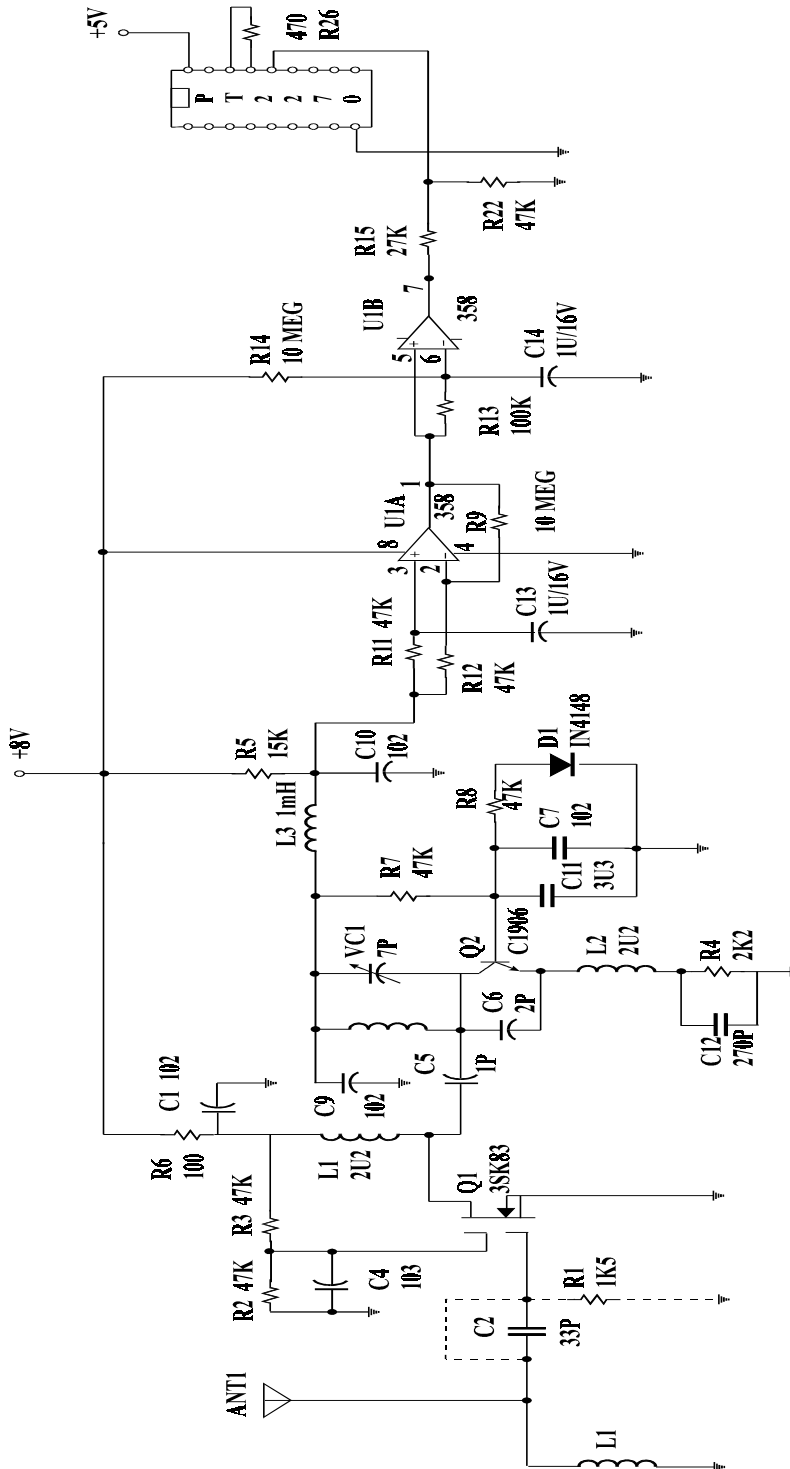 +5V
P T 2 2 7 0
470
R26
R15
27K
R22
47K
7
U1B
358
5
6
+
-
R14
10 MEG
C14
1U/16V
R13
100K
1
U1A
358
8
4
3
2
+
-
R9
10 MEG
R11 47K
R12
47K
C13
1U/16V
+8V
R5
15K
C10
102
L3 1mH
R8
47K
D1
IN4148
C7
102
C11
3U3
R7
47K
VC1
7P
Q2
C1906
C6
2P
L2
2U2
R4
2K2
C12
270P
C5
1P
C9
102
C1 102
R6
100
L1
2U2
R3 47K
R2 47K
C4
103
Q1
3SK83
R1
1K5
C2
33P
ANT1
L1